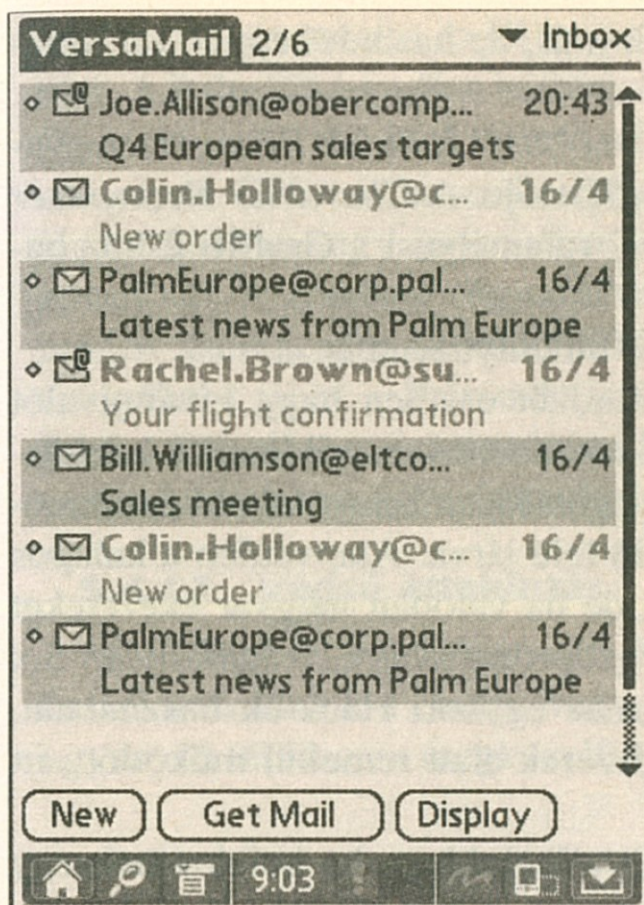 VersaMail 2/6 Inbox
Joe.Allison@obercomp... 20:43
Q4 European sales targets
Colin.Holloway@c... 16/4
New order
PalmEurope@corp.pal... 16/4
Latest news from Palm Europe
Rachel.Brown@su... 16/4
Your flight confirmation
Bill.Williamson@eltco... 16/4
Sales meeting
Colin.Holloway@c... 16/4
New order
PalmEurope@corp.pal... 16/4
Latest news from Palm Europe
New Get Mail Display
9:03